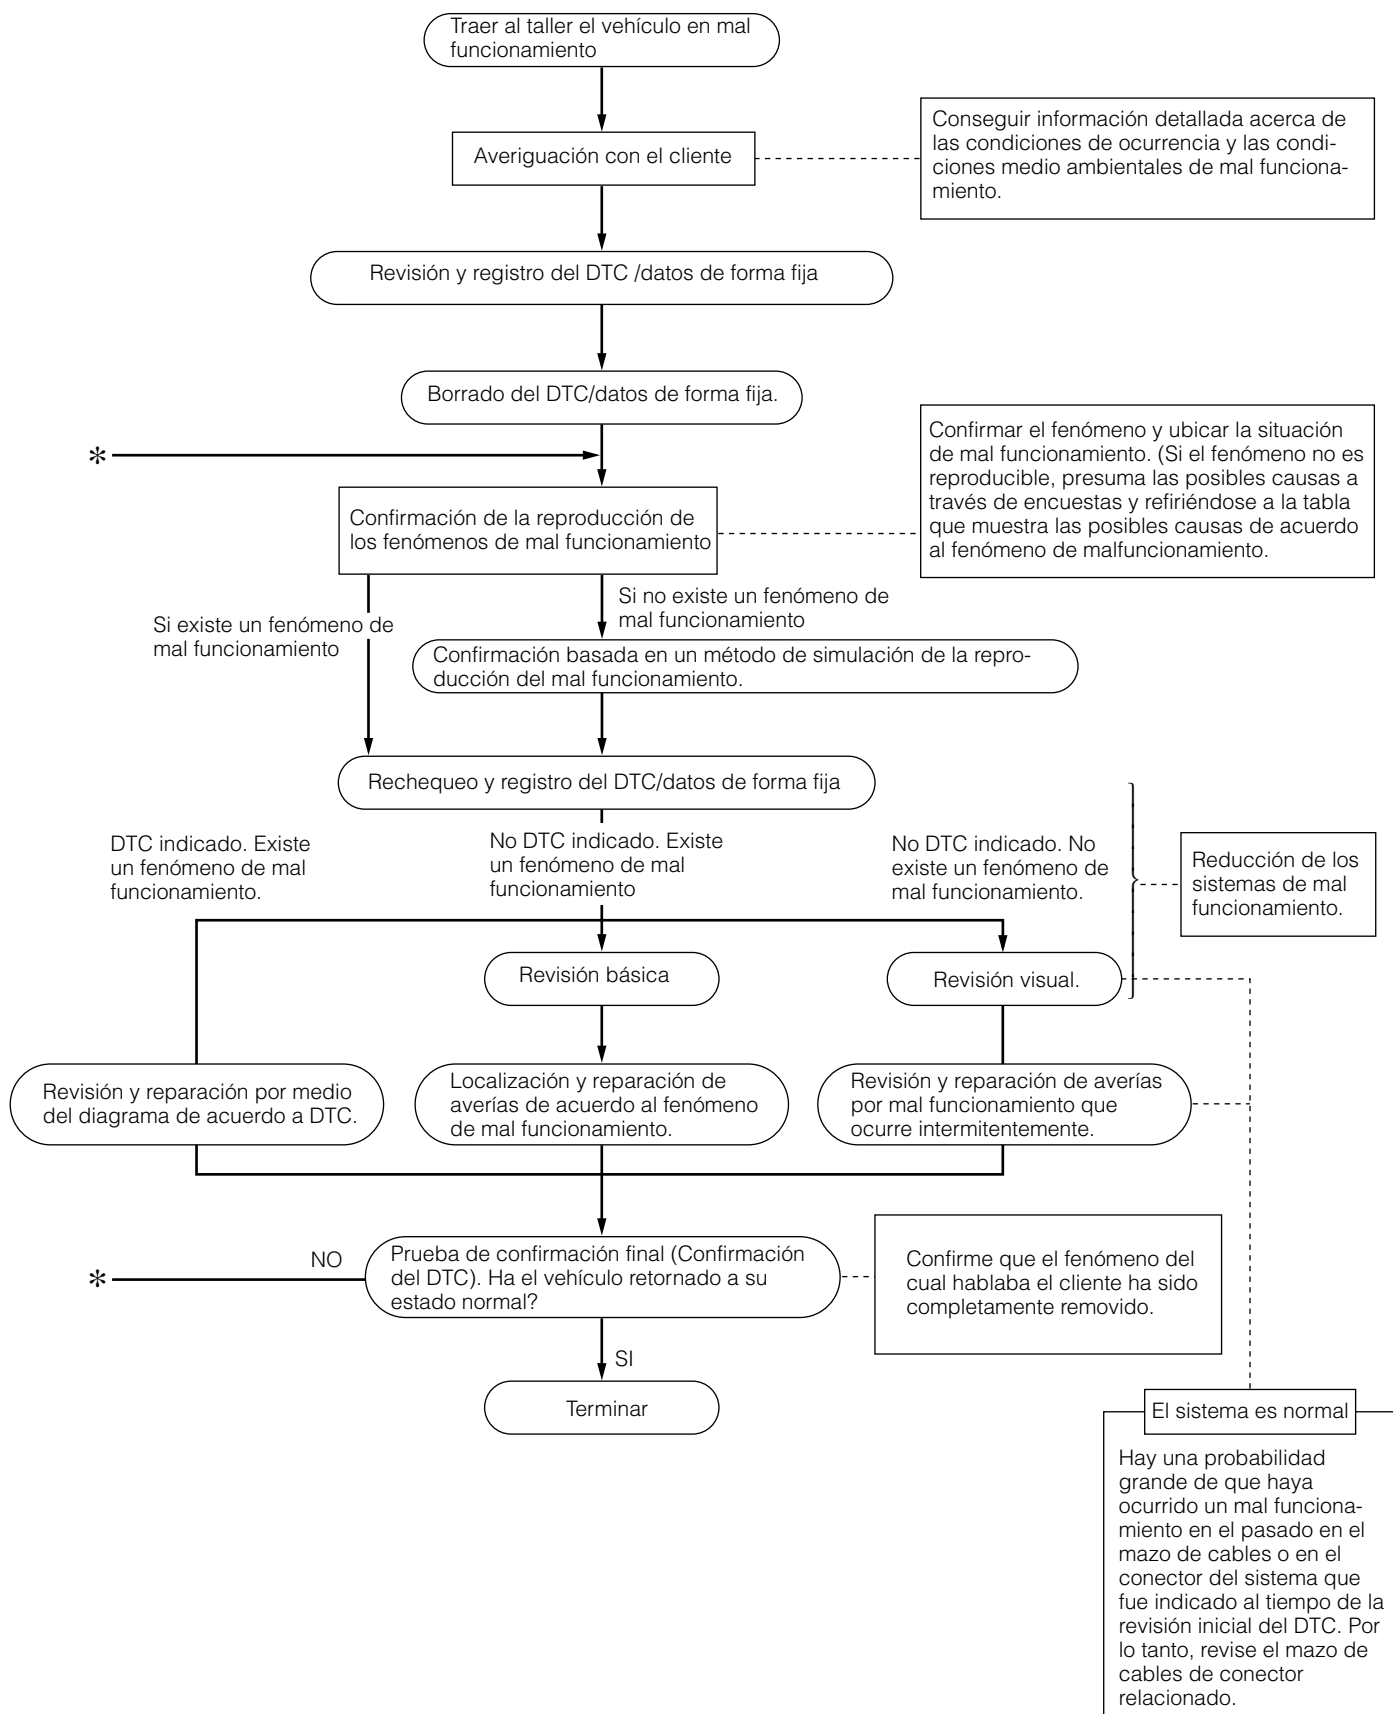 Traer al taller el vehículo en mal
funcionamiento
Averiguación con el cliente
Conseguir información detallada acerca de
las condiciones de ocurrencia y las condi-
ciones medio ambientales de mal funciona-
miento.
Revisión y registro del DTC /datos de forma fija
Borrado del DTC/datos de forma fija.
*
Confirmación de la reproducción de
los fenómenos de mal funcionamiento
Confirmar el fenómeno y ubicar la situación
de mal funcionamiento. (Si el fenómeno no es
reproducible, presuma las posibles causas a
través de encuestas y refiriéndose a la tabla
que muestra las posibles causas de acuerdo
al fenómeno de malfuncionamiento.
Si existe un fenómeno de
mal funcionamiento
Si no existe un fenómeno de
mal funcionamiento
Confirmación basada en un método de simulación de la repro-
ducción del mal funcionamiento.
Rechequeo y registro del DTC/datos de forma fija
DTC indicado. Existe
un fenómeno de mal
funcionamiento.
No DTC indicado. Existe
un fenómeno de mal
funcionamiento
No DTC indicado. No
existe un fenómeno de
mal funcionamiento.
Reducción de los
sistemas de mal
funcionamiento.
Revisión básica
Revisión visual.
Revisión y reparación por medio
del diagrama de acuerdo a DTC.
Localización y reparación de
averías de acuerdo al fenómeno
de mal funcionamiento.
Revisión y reparación de averías
por mal funcionamiento que
ocurre intermitentemente.
*
NO
Prueba de confirmación final (Confirmación
del DTC). Ha el vehículo retornado a su
estado normal?
Confirme que el fenómeno del
cual hablaba el cliente ha sido
completamente removido.
SI
Terminar
El sistema es normal
Hay una probabilidad
grande de que haya
ocurrido un mal funciona-
miento en el pasado en el
mazo de cables o en el
conector del sistema que
fue indicado al tiempo de la
revisión inicial del DTC. Por
lo tanto, revise el mazo de
cables de conector
relacionado.